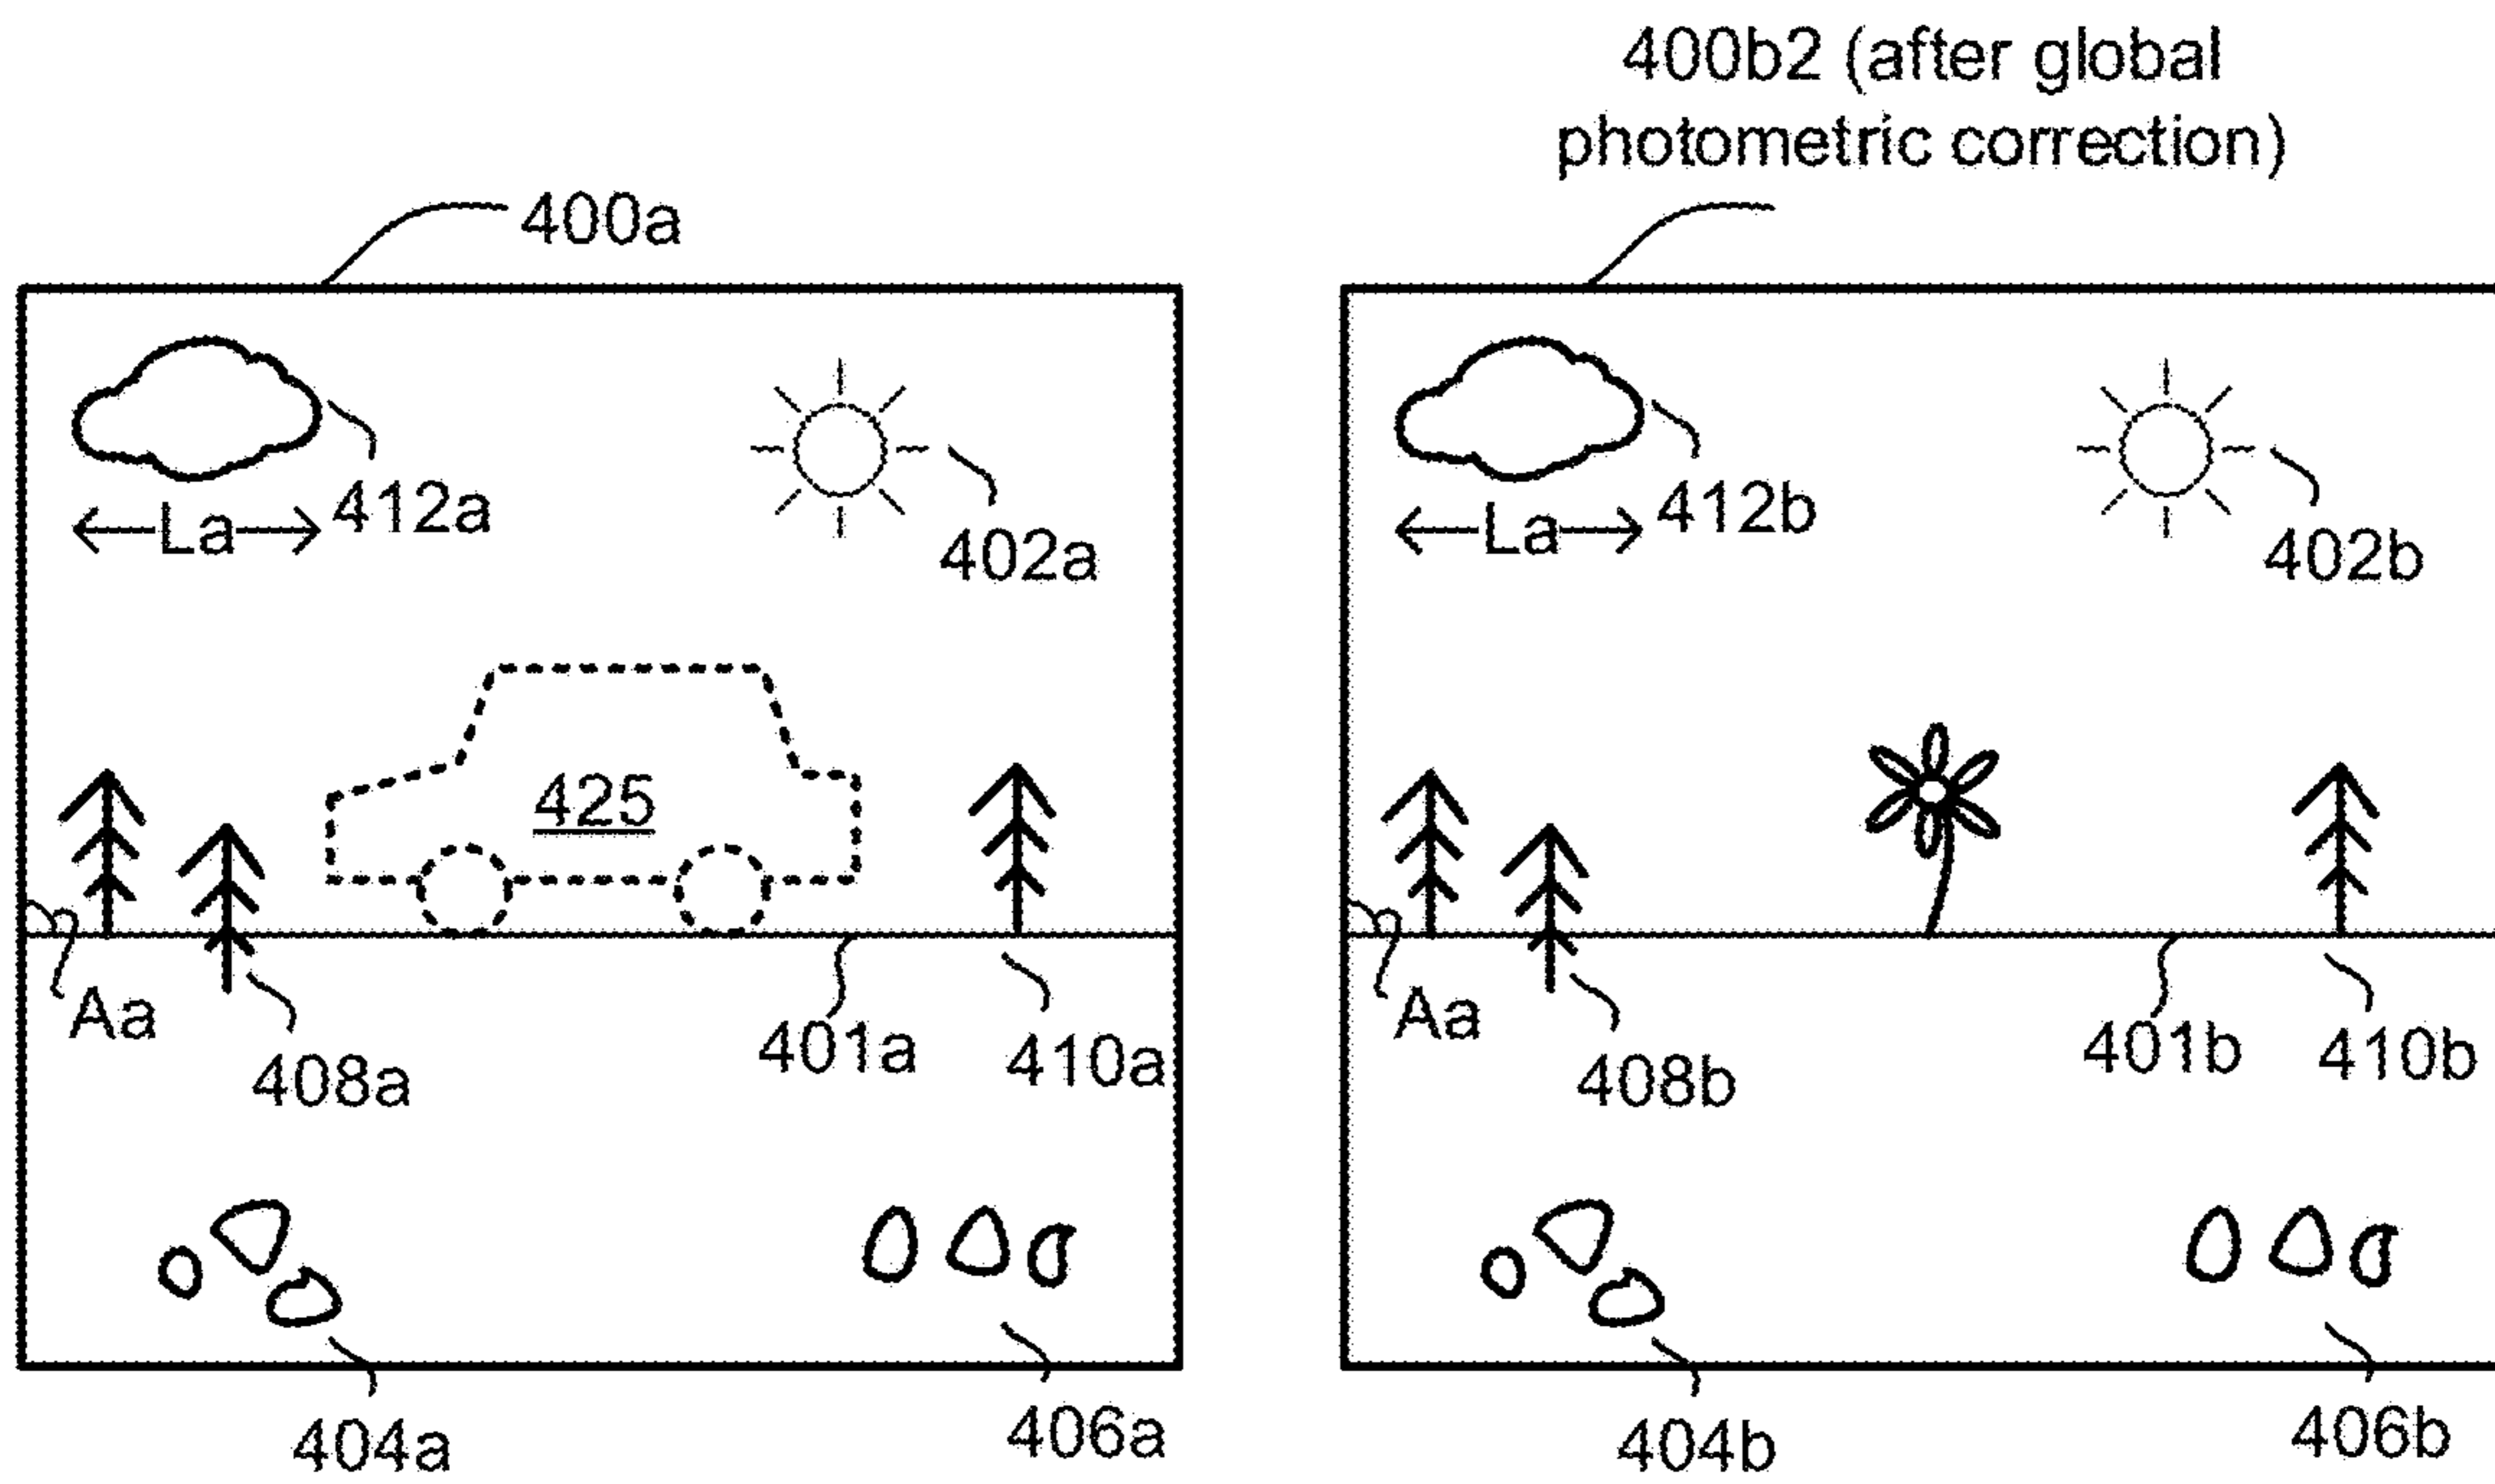 400b2 (after global
photometric correction)
400a
412a
La
402a
425
Aa
408a
401a
410a
404a
406a
412b
La
402b
Aa
408b
401b
410b
404b
406b